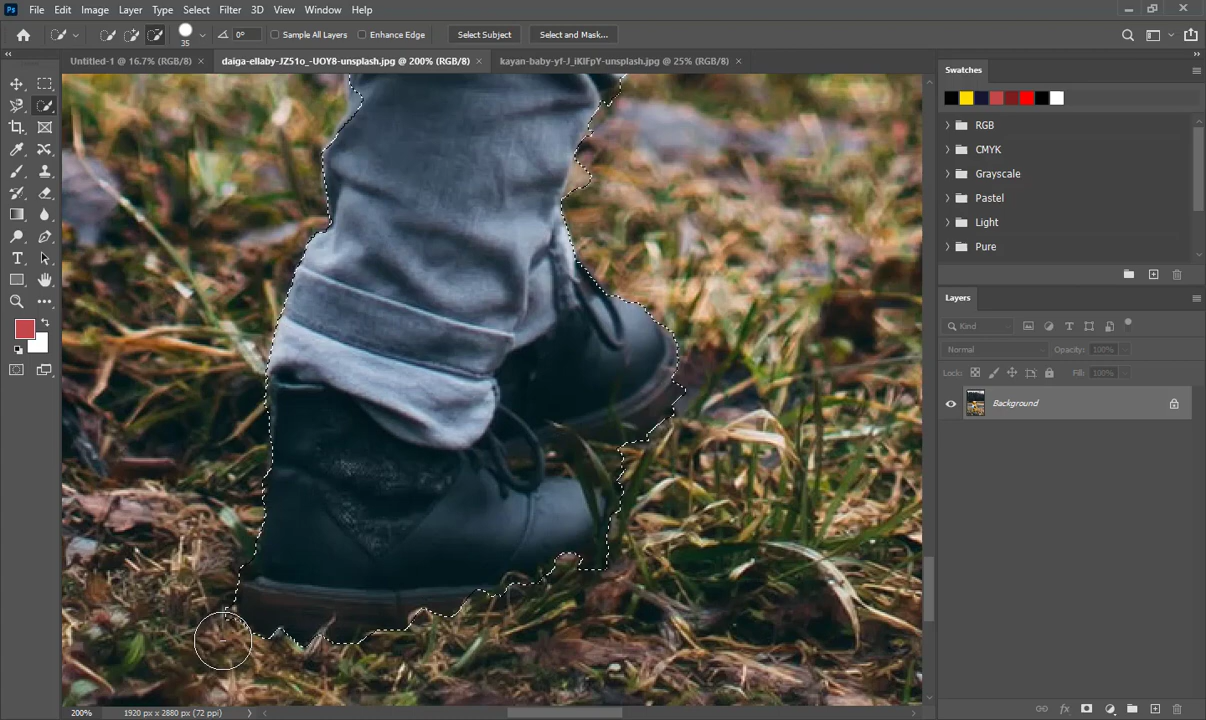 Ps File Edit Image Layer Type Select Filter 3D View Window Help
35 0° Sample All Layers Enhance Edge Select Subject Select and Mask...
Untitled-1 @ 16.7% (RGB/8) daiga-ellaby-JZ51o_-UOY8-unsplash.jpg @ 200% (RGB/8) kayan-baby-yf-J_iKlFpY-unsplash.jpg @ 25% (RGB/8)
Swatches
RGB
CMYK
Grayscale
Pastel
Light
Pure
Layers
Kind
Normal Opacity: 100%
Lock: Fill: 100%
Background
200% 1920 px x 2880 px (72 ppi)